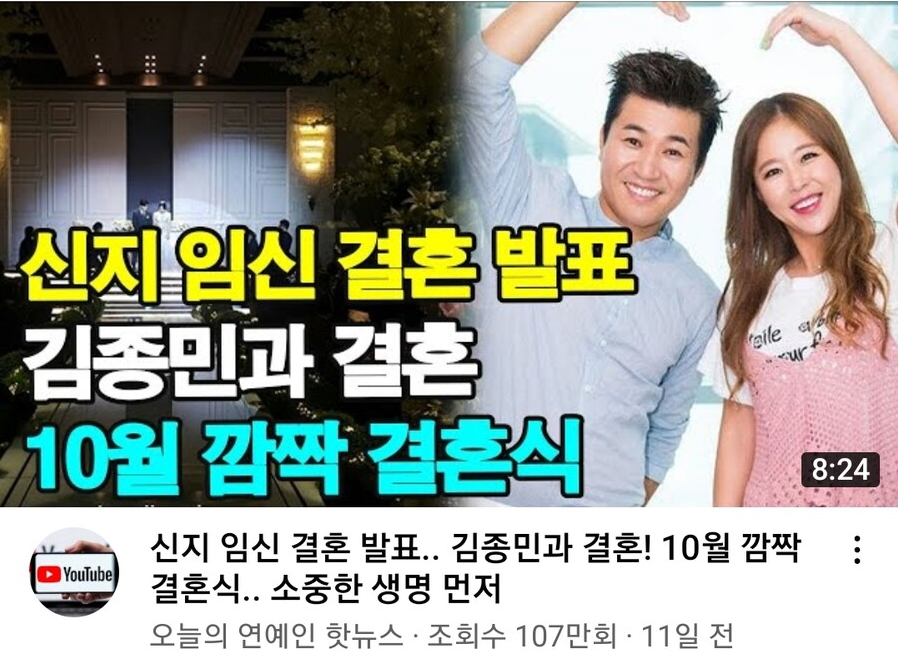 신지 임신 결혼 발표
김종민과 결혼
10월 깜짝 결혼식
8:24
YouTube
신지 임신 결혼 발표.. 김종민과 결혼! 10월 깜짝
결혼식.. 소중한 생명 먼저
오늘의 연예인 핫뉴스 · 조회수 107만회 · 11일 전